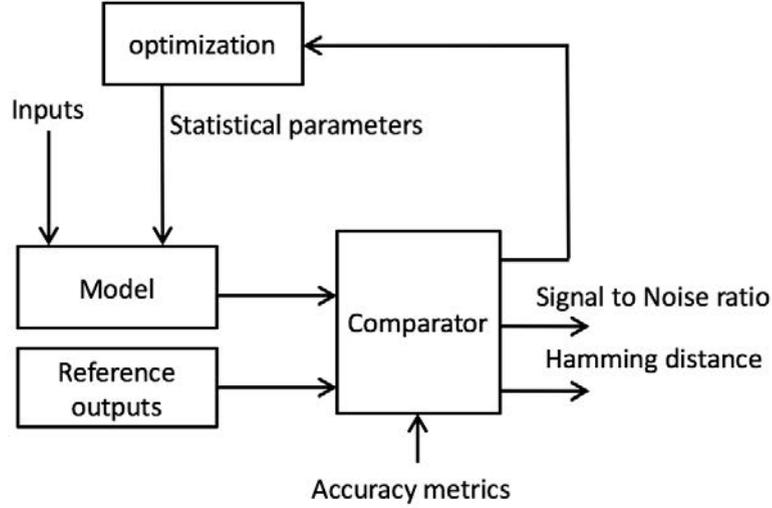 optimization
Inputs
Statistical parameters
Model
Signal to Noise ratio
Comparator
Hamming distance
Reference
outputs
Accuracy metrics